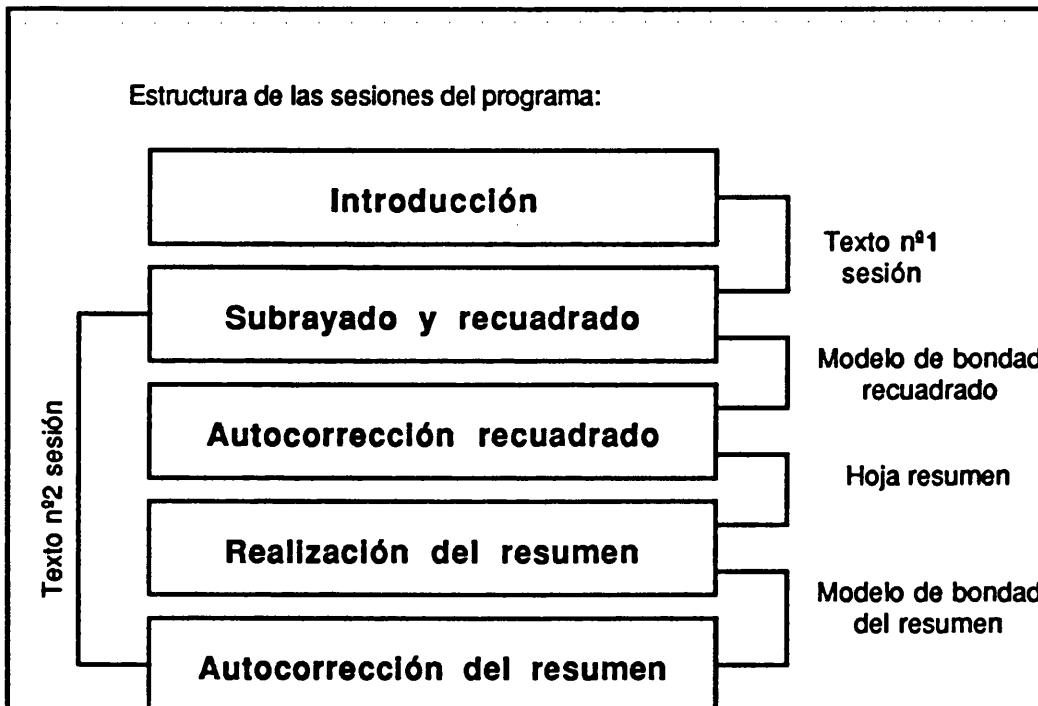 Estructura de las sesiones del programa:
Introducción
Texto nº1
sesión
Subrayado y recuadrado
Modelo de bondad
recuadrado
Autocorrección recuadrado
Hoja resumen
Realización del resumen
Modelo de bondad
del resumen
Autocorrección del resumen
Texto nº2 sesión